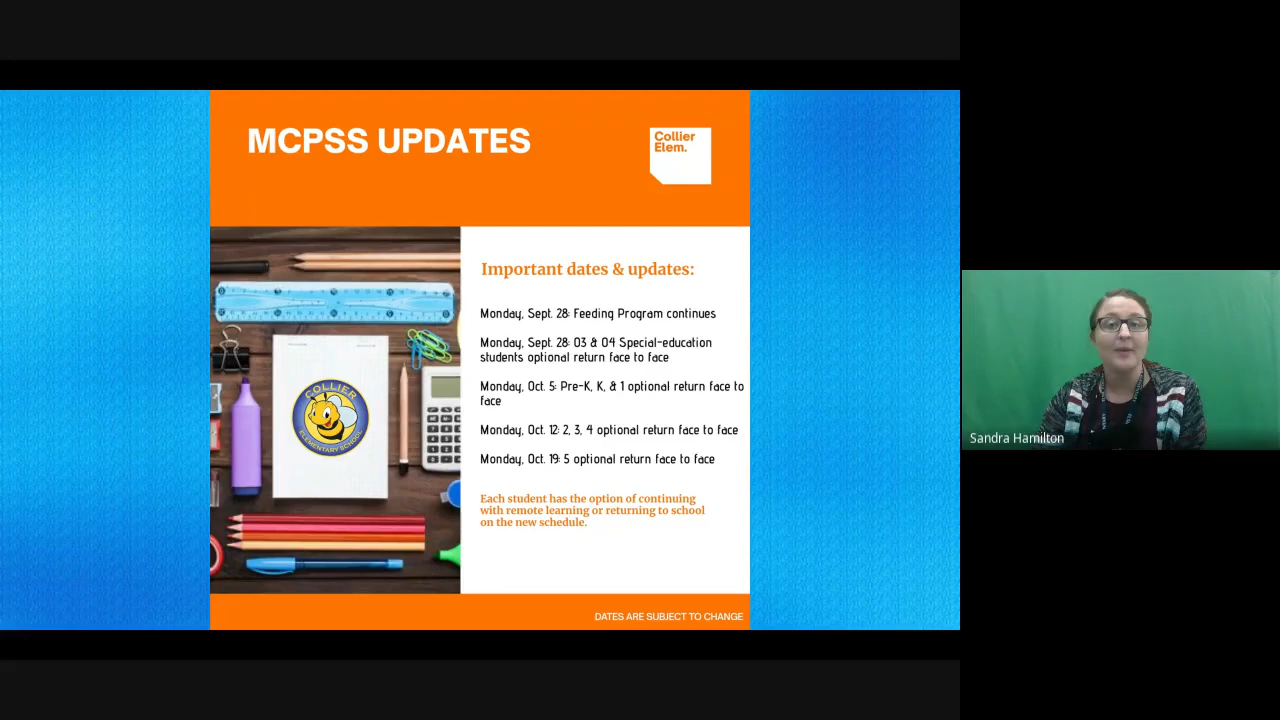 MCPSS UPDATES
Collier
Elem.
Important dates & updates:
Monday, Sept. 28: Feeding Program continues
Monday, Sept. 28: 03 & 04 Special-education
students optional return face to face
Monday, Oct. 5: Pre-K, K, & 1 optional return face to
face
Monday, Oct. 12: 2, 3, 4 optional return face to face
Monday, Oct. 19: 5 optional return face to face
Each student has the option of continuing
with remote learning or returning to school
on the new schedule.
COLLIER
ELEMENTARY SCHOOL
DATES ARE SUBJECT TO CHANGE
Sandra Hamilton